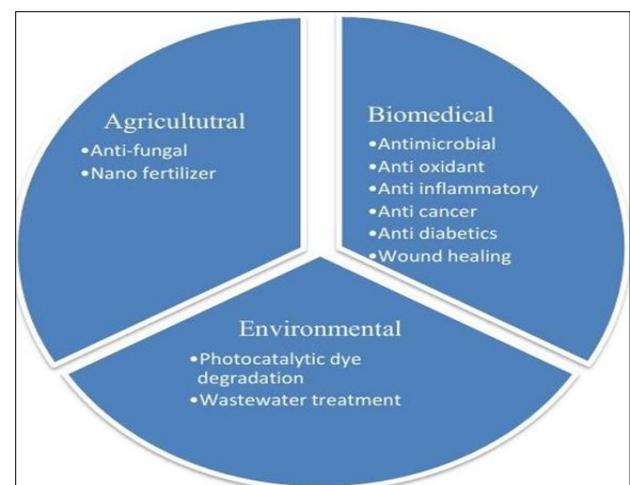 Agricultutral
•Anti-fungal
•Nano fertilizer
Biomedical
•Antimicrobial
•Anti oxidant
•Anti inflammatory
•Anti cancer
•Anti diabetics
•Wound healing
Environmental
•Photocatalytic dye
degradation
•Wastewater treatment